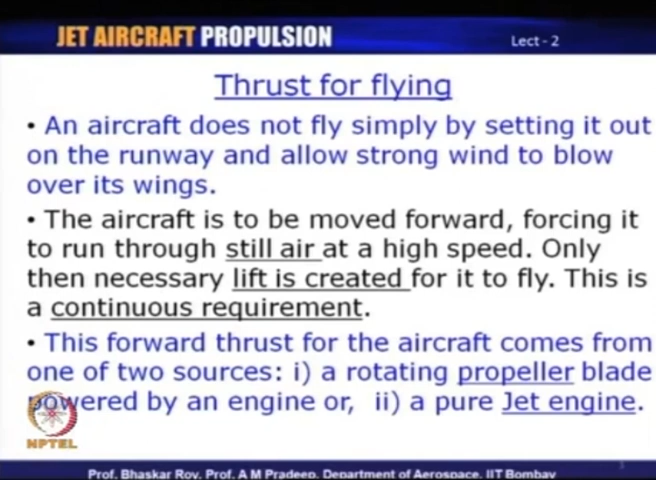 JET AIRCRAFT PROPULSION
Lect - 2
Thrust for flying
• An aircraft does not fly simply by setting it out
on the runway and allow strong wind to blow
over its wings.
• The aircraft is to be moved forward, forcing it
to run through still air at a high speed. Only
then necessary lift is created for it to fly. This is
a continuous requirement.
• This forward thrust for the aircraft comes from
one of two sources: i) a rotating propeller blade
powered by an engine or, ii) a pure Jet engine.
NPTEL
3
Prof. Bhaskar Roy, Prof. A M Pradeep, Department of Aerospace, IIT Bombay